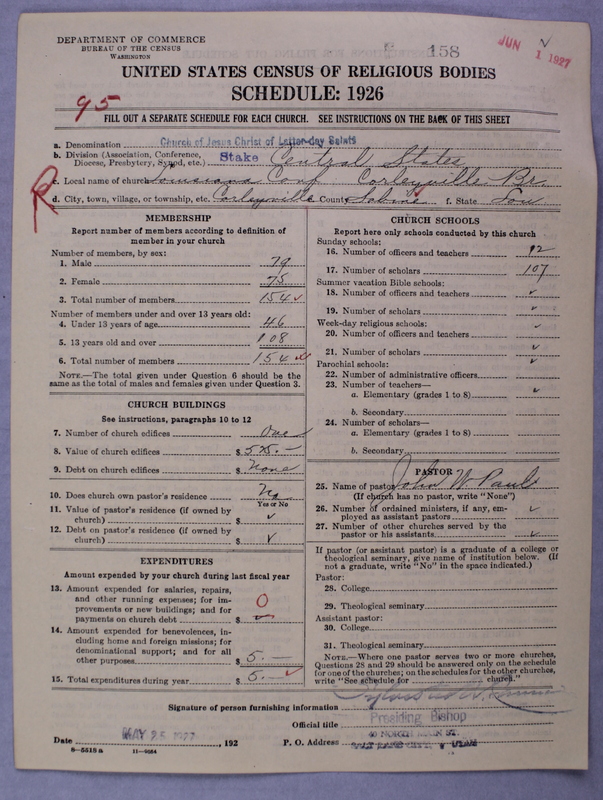 DEPARTMENT OF COMMERCE
BUREAU OF THE CENSUS
WASHINGTON
158
JUN 1 1927
UNITED STATES CENSUS OF RELIGIOUS BODIES
SCHEDULE: 1926
95
FILL OUT A SEPARATE SCHEDULE FOR EACH CHURCH. SEE INSTRUCTIONS ON THE BACK OF THIS SHEET
a. Denomination Church of Jesus Christ of Latter-day Saints
b. Division (Association, Conference, Diocese, Presbytery, Synod, etc.) Stake Central States
c. Local name of church Louisiana Conf Corleyville Br.
d. City, town, village, or township, etc. Corleyville County Sabine f. State Lou
MEMBERSHIP
Report number of members according to definition of
member in your church
Number of members, by sex:
1. Male 79
2. Female 75
3. Total number of members 154
Number of members under and over 13 years old:
4. Under 13 years of age 46
5. 13 years old and over 108
6. Total number of members 154
NOTE.—The total given under Question 6 should be the
same as the total of males and females given under Question 3.
CHURCH BUILDINGS
See instructions, paragraphs 10 to 12
7. Number of church edifices One
8. Value of church edifices $
9. Debt on church edifices $ None
10. Does church own pastor's residence No
Yes or No
11. Value of pastor's residence (if owned by
church) $ ✓
12. Debt on pastor's residence (if owned by
church) $ ✓
EXPENDITURES
Amount expended by your church during last fiscal year
13. Amount expended for salaries, repairs,
and other running expenses; for im-
provements or new buildings; and for
payments on church debt $ 0
14. Amount expended for benevolences, in-
cluding home and foreign missions; for
denominational support; and for all
other purposes $ 5.—
15. Total expenditures during year $ 5.—
CHURCH SCHOOLS
Report here only schools conducted by this church
Sunday schools:
16. Number of officers and teachers 12
17. Number of scholars 107
Summer vacation Bible schools:
18. Number of officers and teachers ✓
19. Number of scholars ✓
Week-day religious schools:
20. Number of officers and teachers ✓
21. Number of scholars ✓
Parochial schools:
22. Number of administrative officers ✓
23. Number of teachers—
a. Elementary (grades 1 to 8) ✓
b. Secondary
24. Number of scholars—
a. Elementary (grades 1 to 8)
b. Secondary
PASTOR
25. Name of pastor John W Paul
(If church has no pastor, write "None")
26. Number of ordained ministers, if any, em-
ployed as assistant pastors ✓
27. Number of other churches served by the
pastor or his assistants ✓
If pastor (or assistant pastor) is a graduate of a college or
theological seminary, give name of institution below. (If
not a graduate, write "No" in the space indicated.)
Pastor:
28. College
29. Theological seminary
Assistant pastor:
30. College
31. Theological seminary
NOTE.—Where one pastor serves two or more churches,
Questions 28 and 29 should be answered only on the schedule
for one of the churches; on the schedules for the other churches,
write "See schedule for church."
Signature of person furnishing information
Official title Presiding Bishop
Date MAY 25 1927, 192 P. O. Address 40 NORTH MAIN ST.
SALT LAKE CITY, UTAH
8-5518a 11-9064